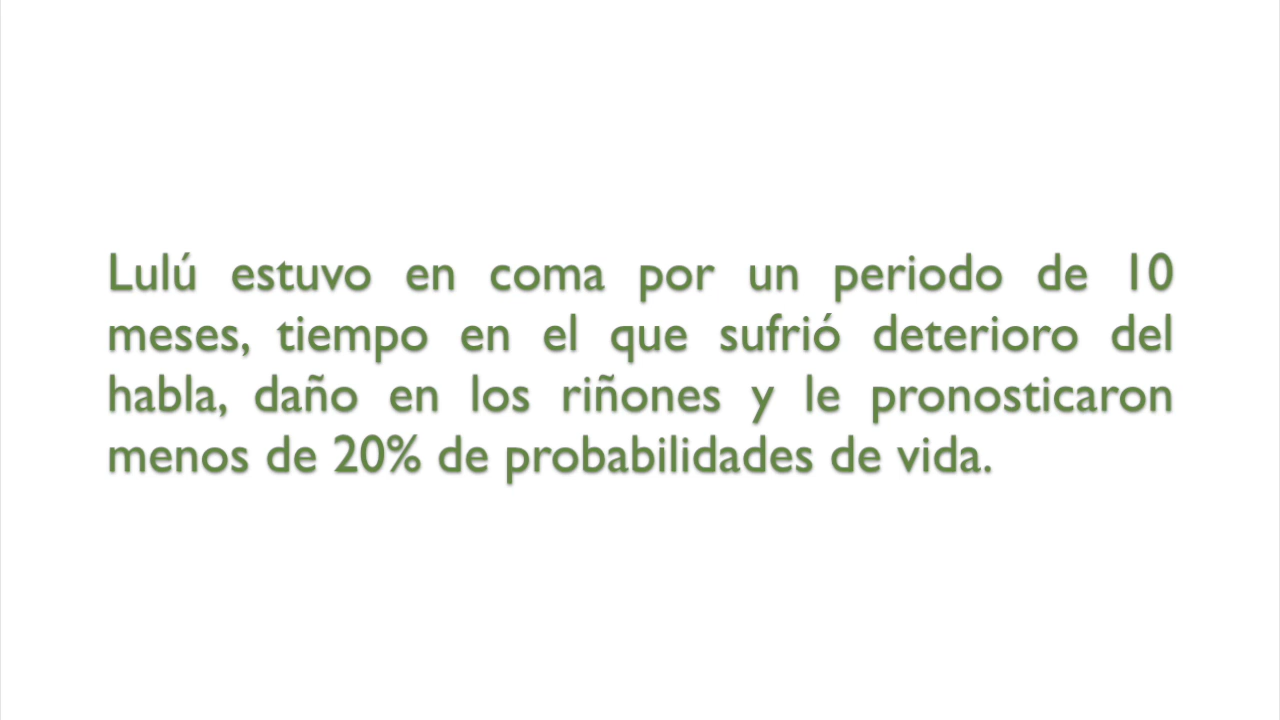 Lulú estuvo en coma por un periodo de 10
meses, tiempo en el que sufrió deterioro del
habla, daño en los riñones y le pronosticaron
menos de 20% de probabilidades de vida.